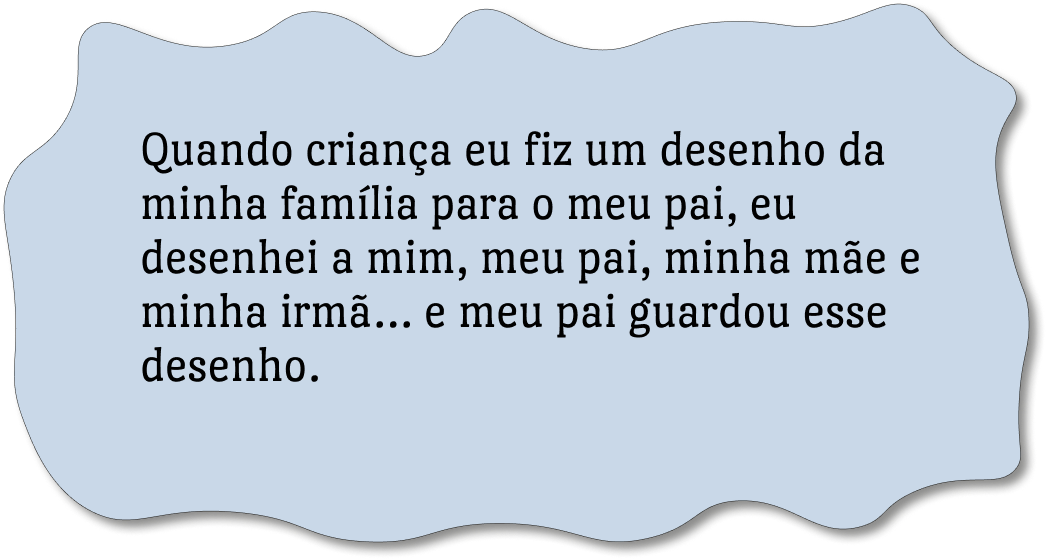 Quando criança eu fiz um desenho da
minha família para o meu pai, eu
desenhei a mim, meu pai, minha mãe e
minha irmã... e meu pai guardou esse
desenho.